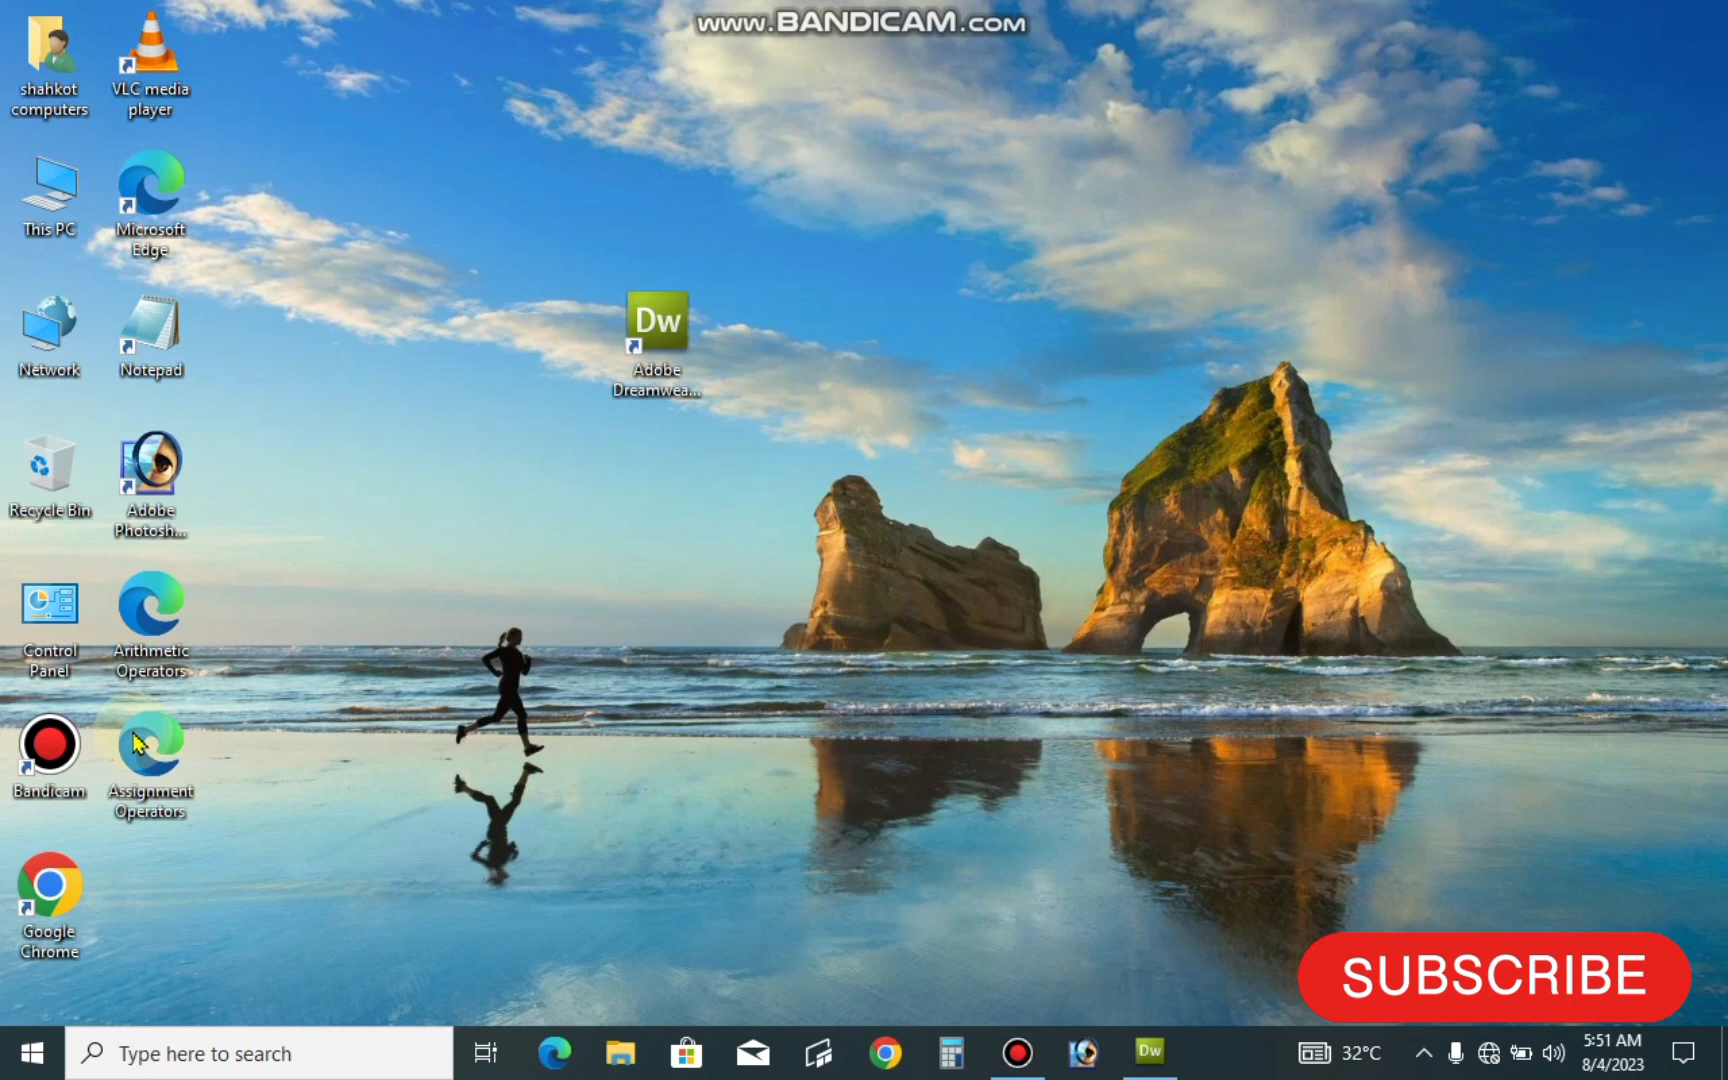 www.BANDICAM.com
shahkot
computers
VLC media
player
This PC
Microsoft
Edge
Network
Notepad
Dw
Adobe
Dreamwea...
Recycle Bin
Adobe
Photosh...
Control
Panel
Arithmetic
Operators
Bandicam
Assignment
Operators
Google
Chrome
SUBSCRIBE
Type here to search
Dw
32°C
5:51 AM
8/4/2023